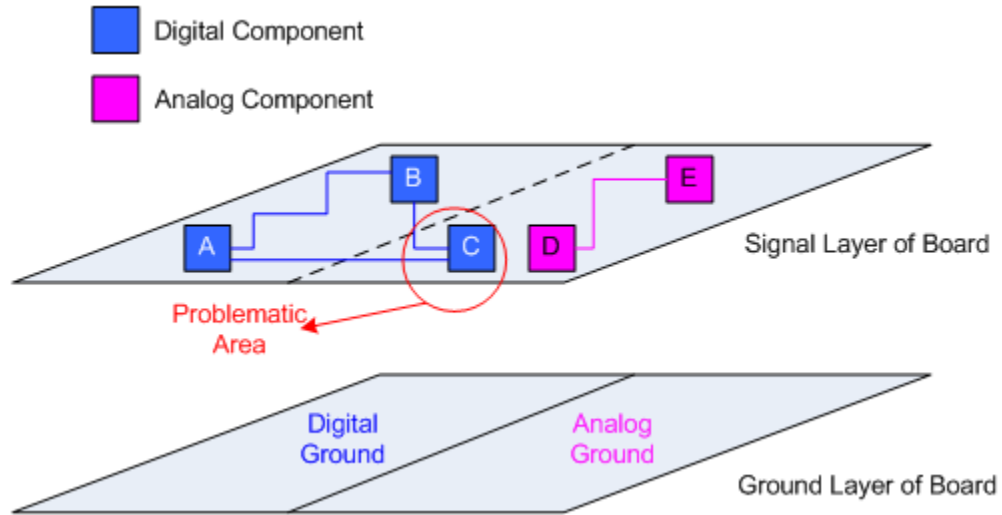 Digital Component
Analog Component
B
E
A
C
D
Signal Layer of Board
Problematic
Area
Digital
Ground
Analog
Ground
Ground Layer of Board